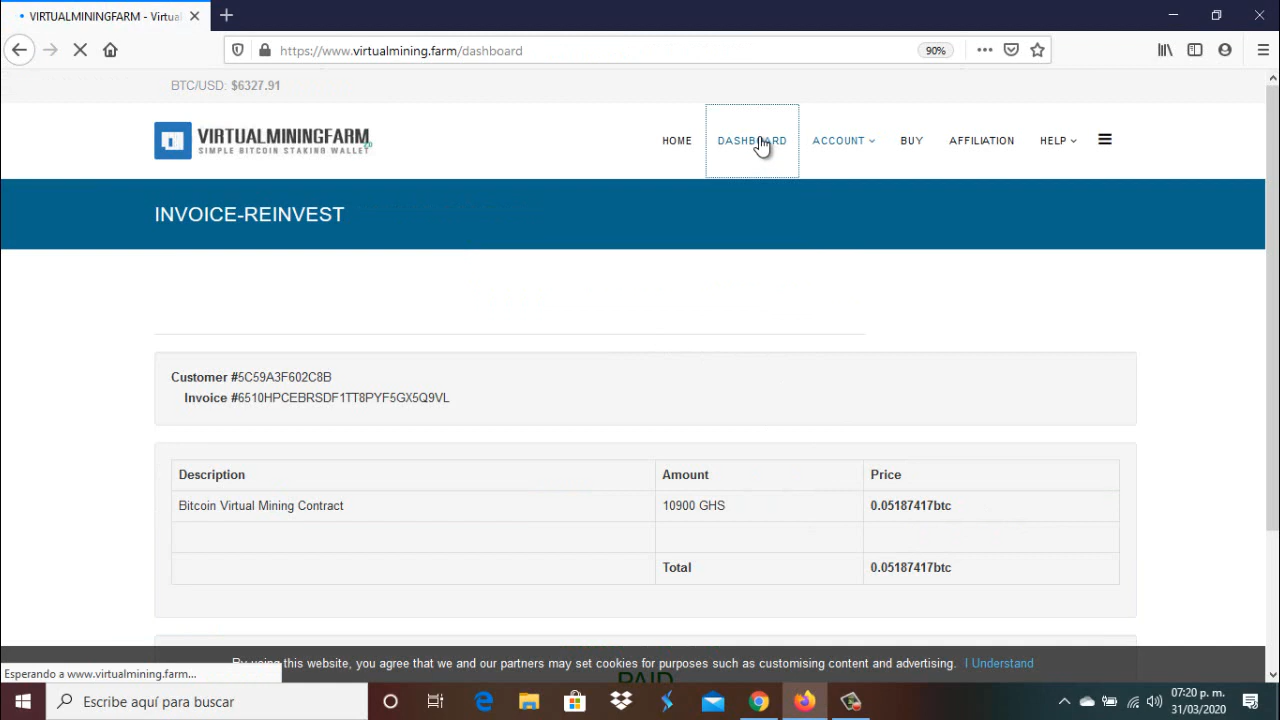 VIRTUALMININGFARM - Virtua
https://www.virtualmining.farm/dashboard
90%
BTC/USD: $6327.91
VIRTUALMININGFARM
SIMPLE BITCOIN STAKING WALLET
HOME
DASHBOARD
ACCOUNT
BUY
AFFILIATION
HELP
INVOICE-REINVEST
Customer #5C59A3F602C8B
Invoice #6510HPCEBRSDF1TT8PYF5GX5Q9VL
Description Amount Price
Bitcoin Virtual Mining Contract 10900 GHS 0.05187417btc
Total 0.05187417btc
By using this website, you agree that we and our partners may set cookies for purposes such as customising content and advertising. I Understand
PAID
Esperando a www.virtualmining.farm...
Escribe aquí para buscar
07:20 p. m.
31/03/2020